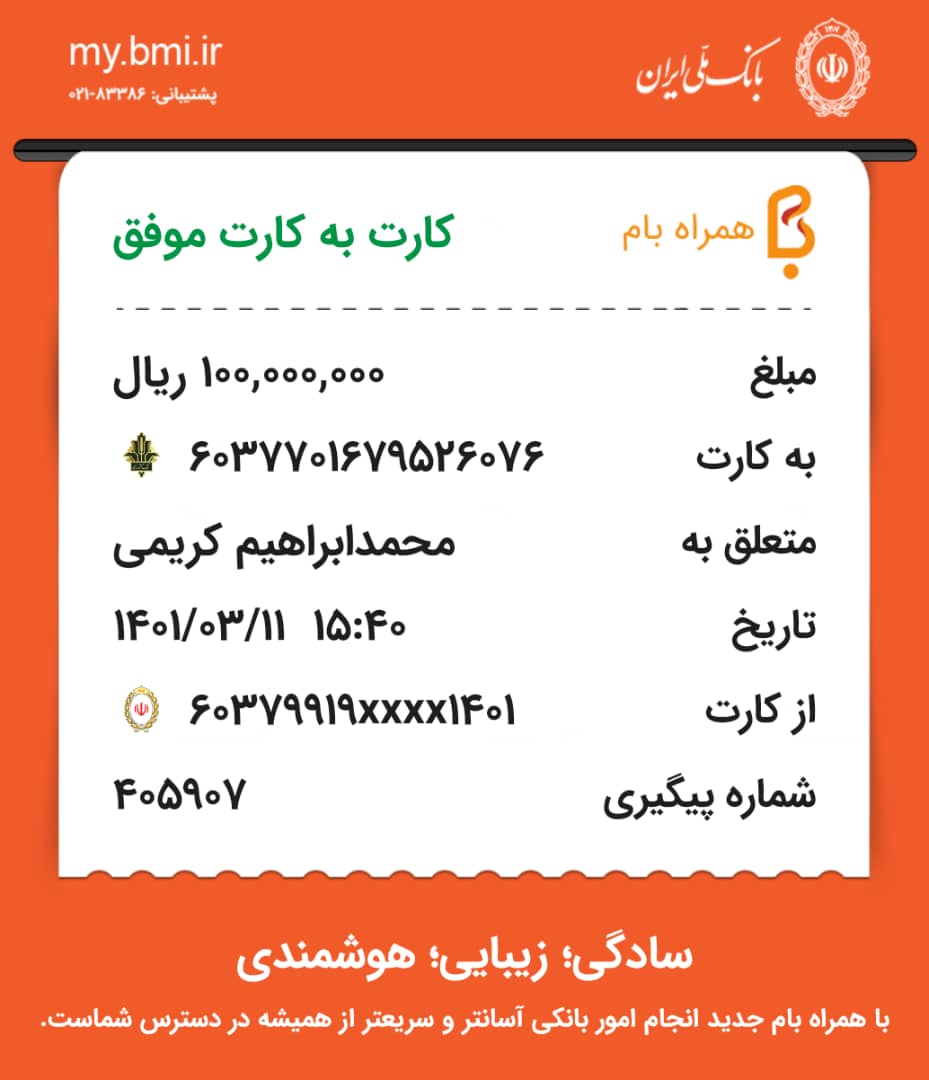 بانک ملّی ایران
my.bmi.ir
پشتیبانی: ۸۳۳۸۶-۰۲۱
همراه بام
کارت به کارت موفق
مبلغ ۱۰۰,۰۰۰,۰۰۰ ریال
به کارت ۶۰۳۷۷۰۱۶۷۹۵۲۶۰۷۶
متعلق به محمدابراهیم کریمی
تاریخ ۱۴۰۱/۰۳/۱۱ ۱۵:۴۰
از کارت ۶۰۳۷۹۹۱۹xxxx۱۴۰۱
شماره پیگیری ۴۰۵۹۰۷
سادگی؛ زیبایی؛ هوشمندی
با همراه بام جدید انجام امور بانکی آسانتر و سریعتر از همیشه در دسترس شماست.